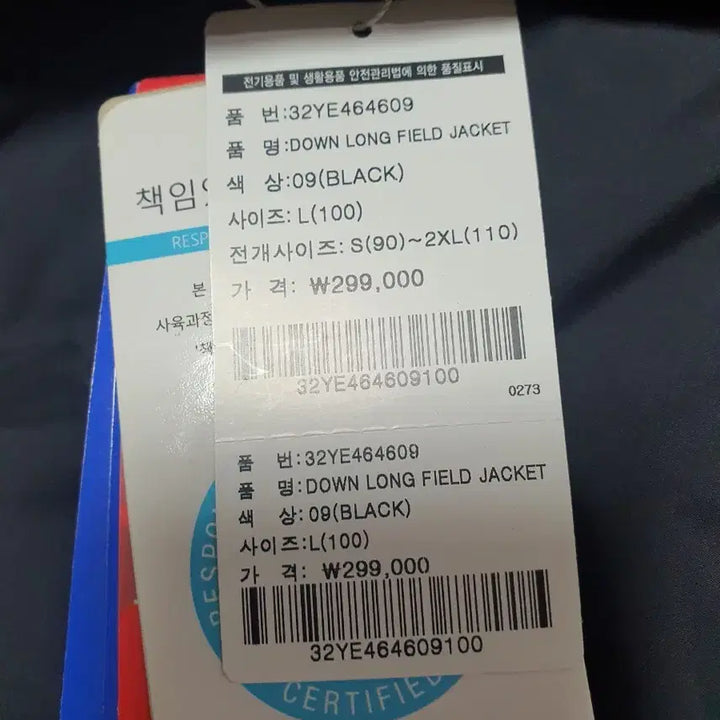 전기용품 및 생활용품 안전관리법에 의한 품질표시
품 번:32YE464609
품 명:DOWN LONG FIELD JACKET
색 상:09(BLACK)
사이즈:L(100)
전개사이즈:S(90)~2XL(110)
가 격: ₩299,000
32YE464609100
0273
품 번:32YE464609
품 명:DOWN LONG FIELD JACKET
색 상:09(BLACK)
사이즈:L(100)
가 격: ₩299,000
32YE464609100
책임
RESP
본
사육과정
'책
RESPO
CERTIFIED